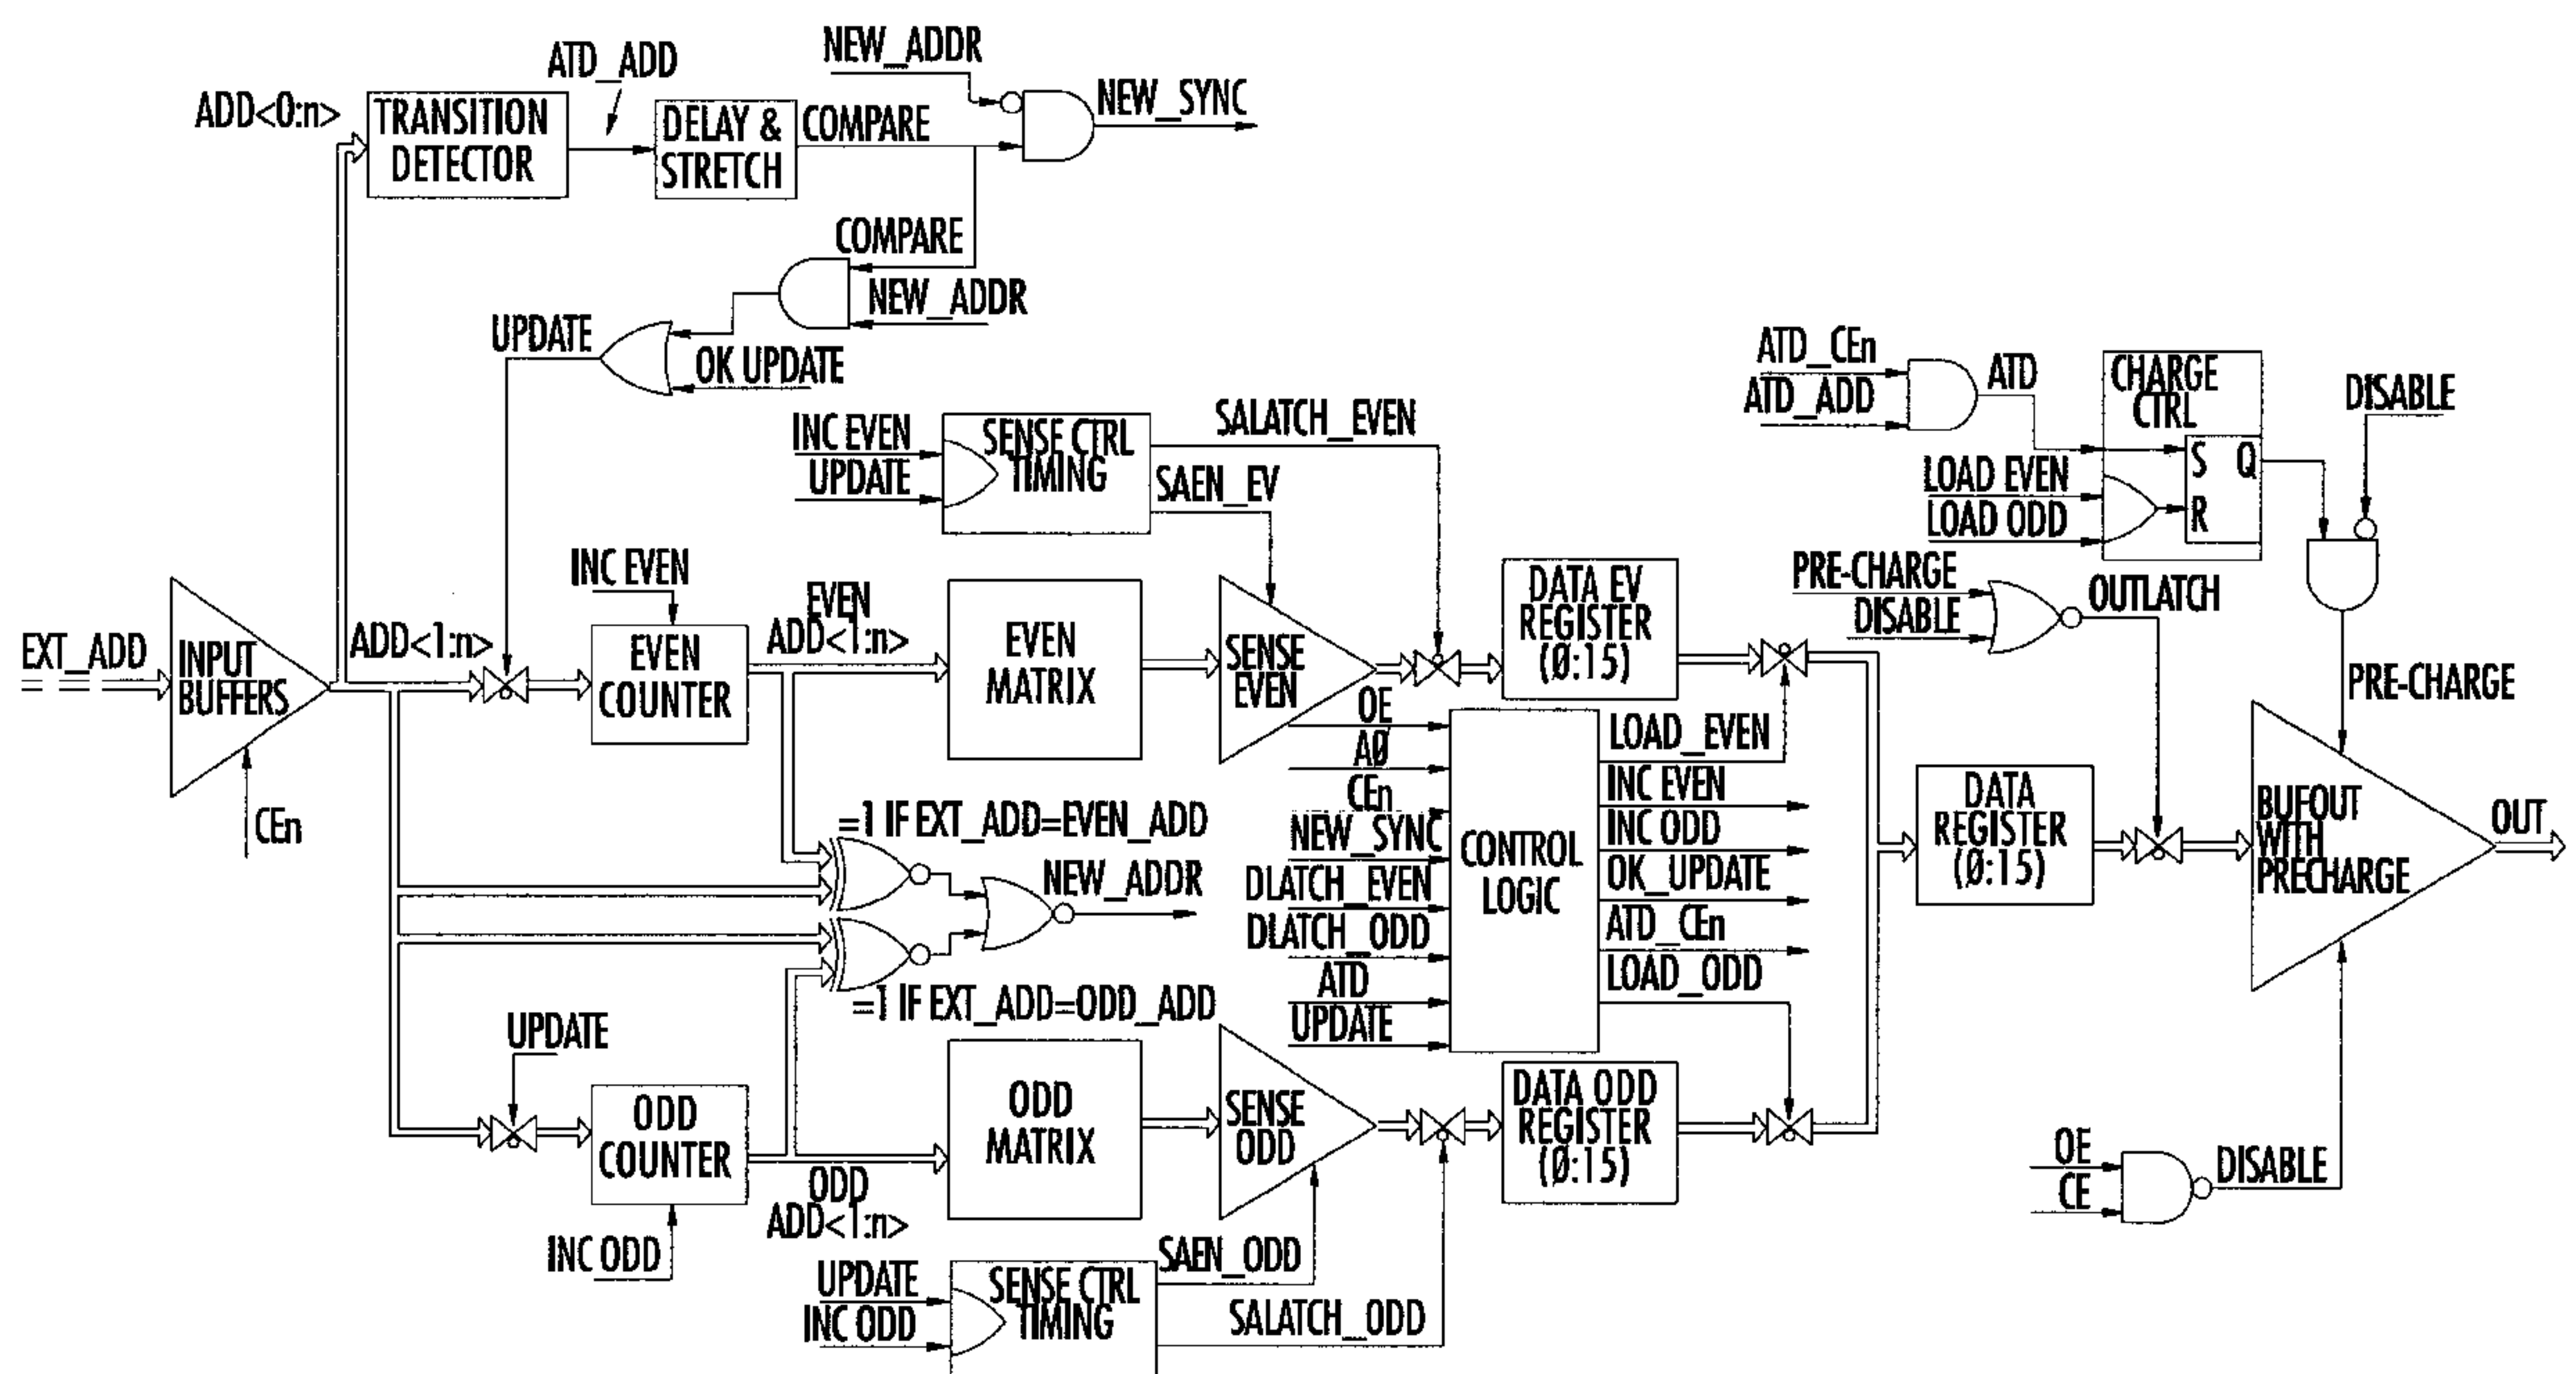 NEW_ADDR
ATD_ADD
ADD<0:n>
TRANSITION
DETECTOR
DELAY &
STRETCH
COMPARE
NEW_SYNC
COMPARE
NEW_ADDR
UPDATE
OK UPDATE
ATD_CEn
ATD_ADD
ATD
CHARGE
CTRL
DISABLE
LOAD EVEN
LOAD ODD
S Q
R
INC EVEN
UPDATE
SENSE CTRL
TIMING
SALATCH_EVEN
SAEN_EV
INC EVEN
EXT_ADD
INPUT
BUFFERS
CEn
ADD<1:n>
EVEN
COUNTER
EVEN
ADD<1:n>
EVEN
MATRIX
SENSE
EVEN
DATA EV
REGISTER
(Ø:15)
PRE-CHARGE
DISABLE
OUTLATCH
PRE-CHARGE
OE
AØ
CEn
NEW_SYNC
DLATCH_EVEN
DLATCH_ODD
ATD
UPDATE
CONTROL
LOGIC
LOAD_EVEN
INC EVEN
INC ODD
OK_UPDATE
ATD_CEn
LOAD_ODD
DATA
REGISTER
(Ø:15)
BUFOUT
WITH
PRECHARGE
OUT
=1 IF EXT_ADD=EVEN_ADD
NEW_ADDR
=1 IF EXT_ADD=ODD_ADD
UPDATE
ODD
COUNTER
INC ODD
ODD
ADD<1:n>
ODD
MATRIX
SENSE
ODD
DATA ODD
REGISTER
(Ø:15)
OE
CE
DISABLE
UPDATE
INC ODD
SENSE CTRL
TIMING
SAEN_ODD
SALATCH_ODD